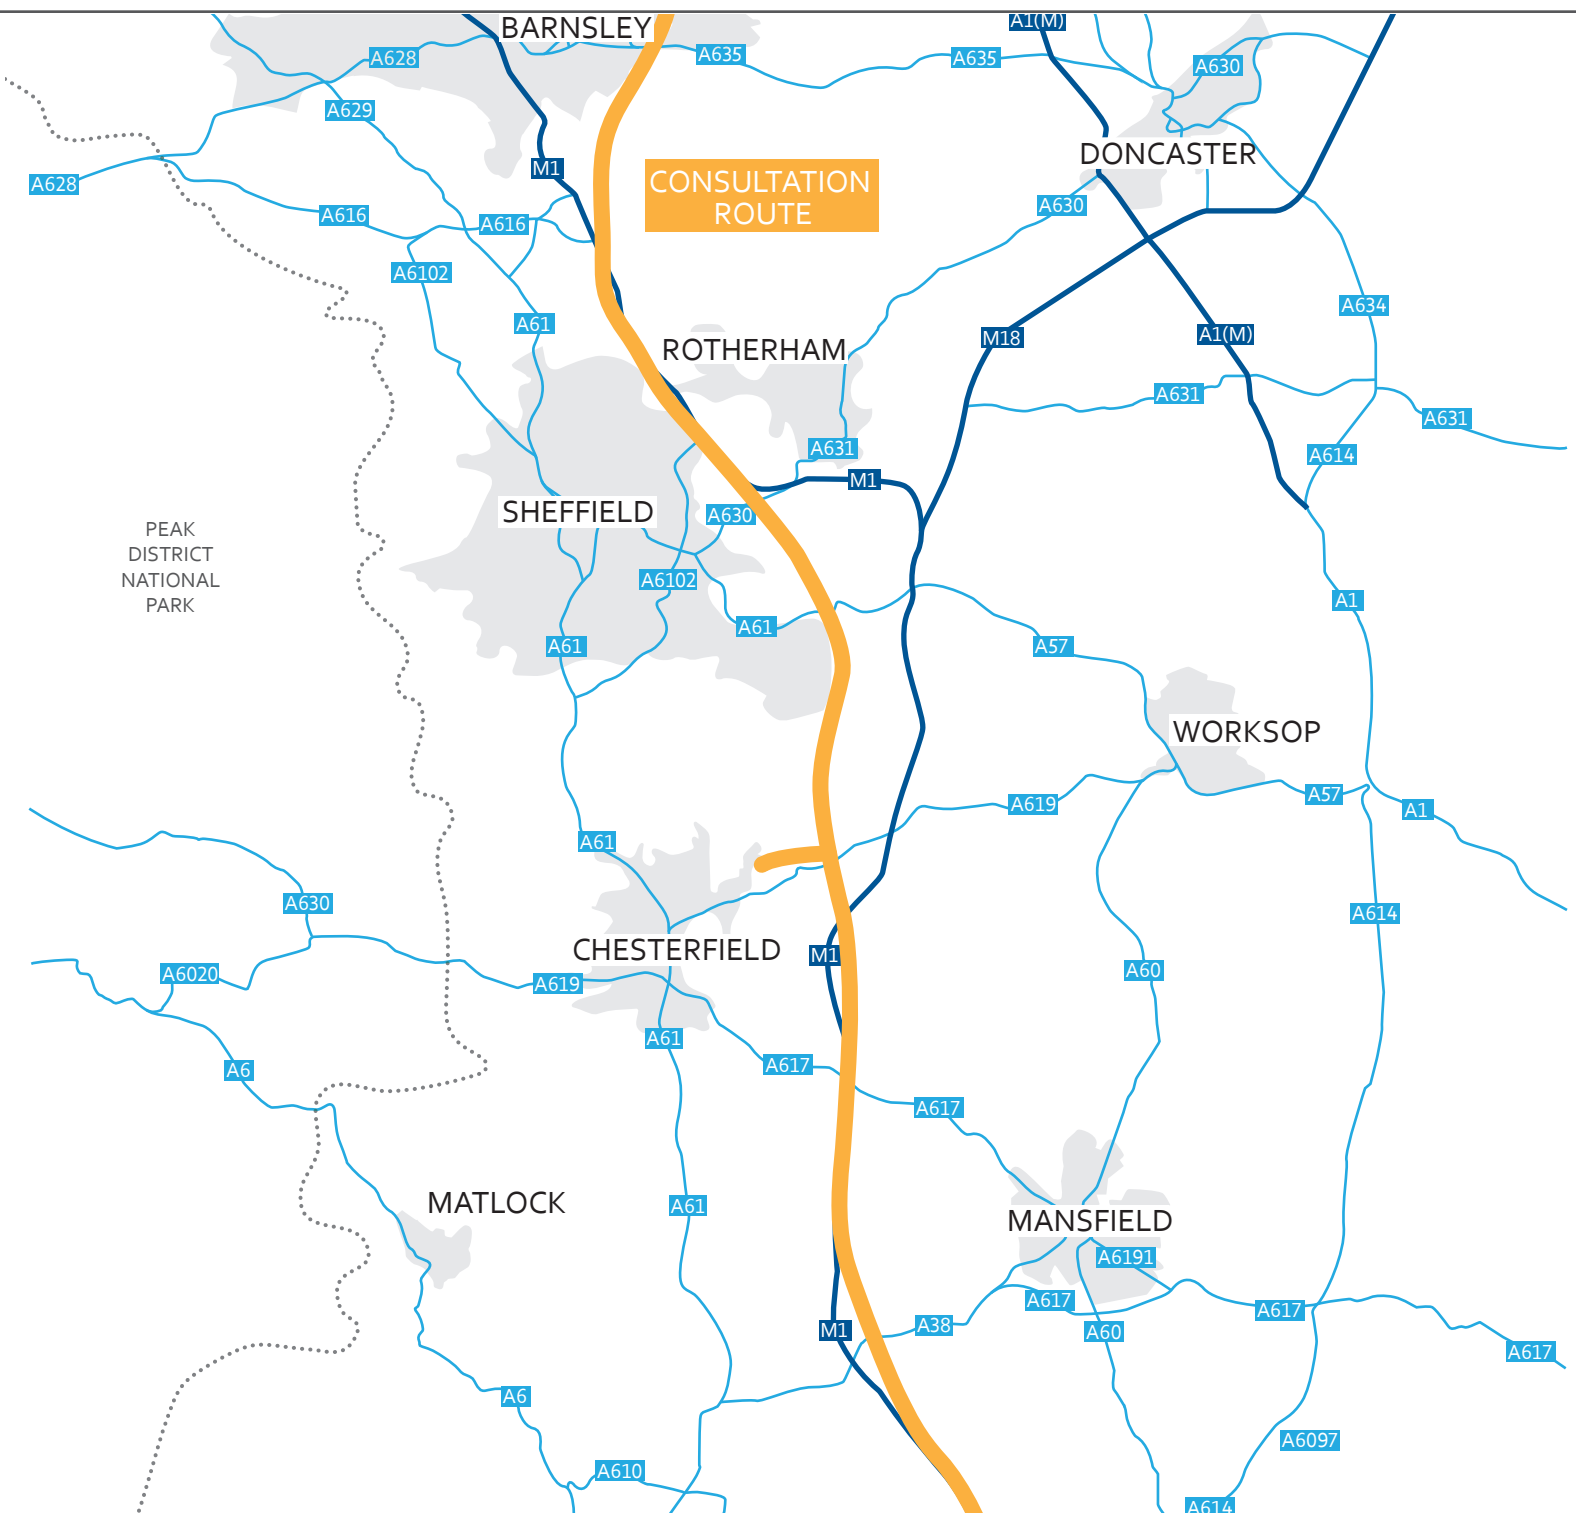 A1(M)
BARNSLEY
A628
A635
A635
A630
A629
DONCASTER
M1
A628
CONSULTATION
ROUTE
A630
A616
A616
A6102
A634
A61
M18
A1(M)
ROTHERHAM
A631
A631
A631
A614
M1
SHEFFIELD
A630
PEAK
DISTRICT
NATIONAL
PARK
A6102
A1
A61
A61
A57
WORKSOP
A57
A619
A1
A61
A630
A614
CHESTERFIELD
M1
A6020
A619
A60
A61
A617
A6
A617
MATLOCK
A61
MANSFIELD
A6191
A617
A617
M1
A38
A60
A617
A6
A6097
A610
A614